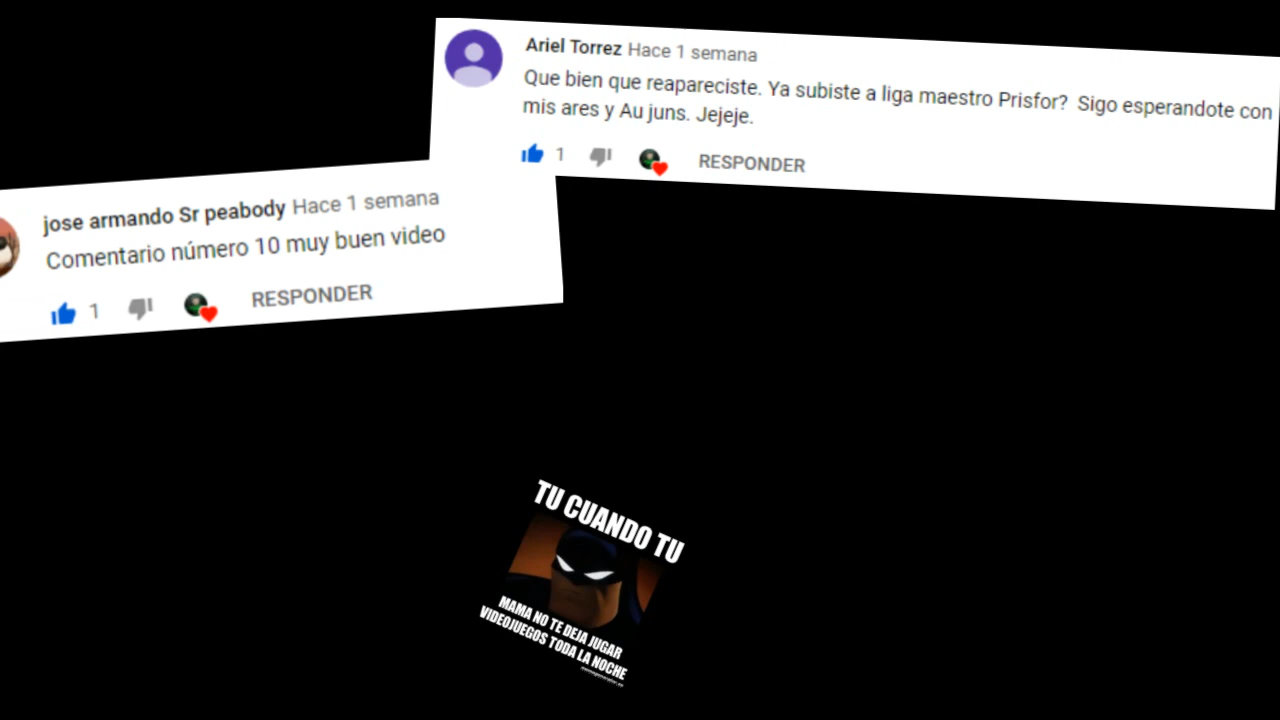 Ariel Torrez Hace 1 semana
Que bien que reapareciste. Ya subiste a liga maestro Prisfor? Sigo esperandote con
mis ares y Au juns. Jejeje.
1 RESPONDER
jose armando Sr peabody Hace 1 semana
Comentario número 10 muy buen video
1 RESPONDER
TU CUANDO TU
MAMA NO TE DEJA JUGAR
VIDEOJUEGOS TODA LA NOCHE